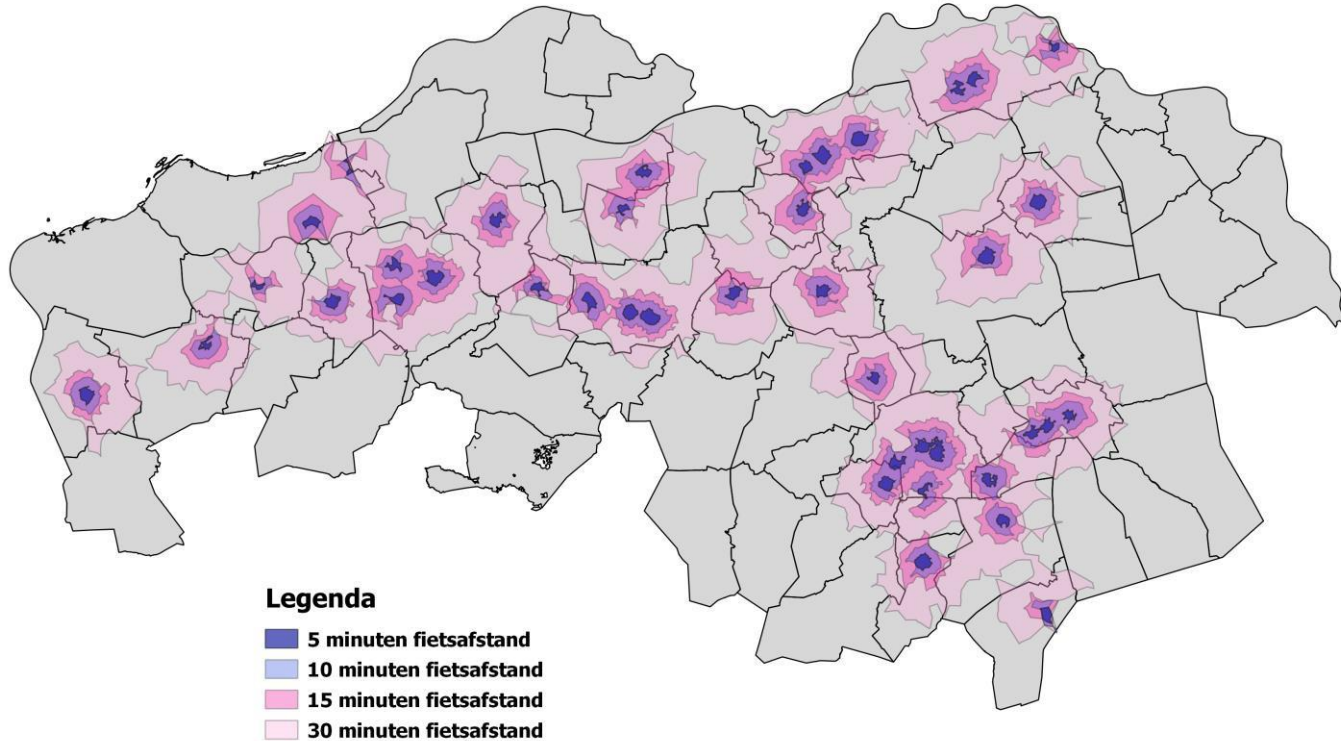 Legenda
5 minuten fietsafstand
10 minuten fietsafstand
15 minuten fietsafstand
30 minuten fietsafstand